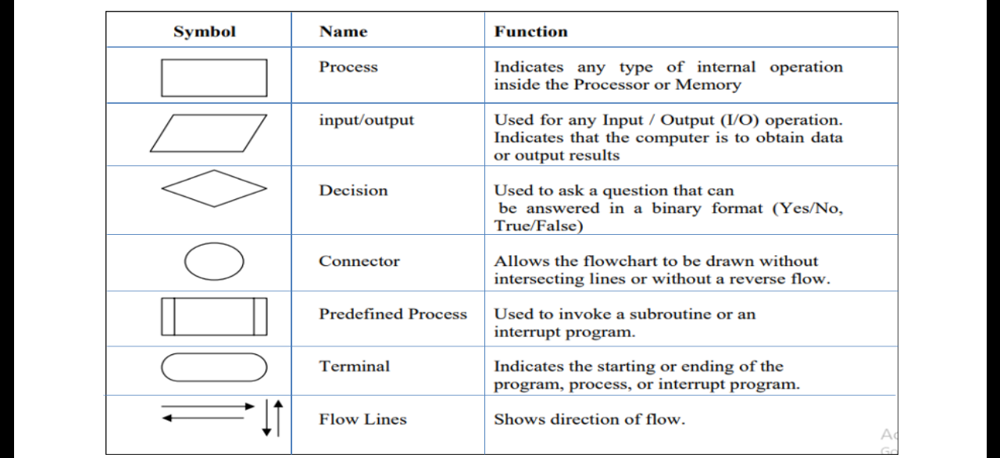 Symbol Name Function
Process Indicates any type of internal operation
inside the Processor or Memory
input/output Used for any Input / Output (I/O) operation.
Indicates that the computer is to obtain data
or output results
Decision Used to ask a question that can
be answered in a binary format (Yes/No,
True/False)
Connector Allows the flowchart to be drawn without
intersecting lines or without a reverse flow.
Predefined Process Used to invoke a subroutine or an
interrupt program.
Terminal Indicates the starting or ending of the
program, process, or interrupt program.
Flow Lines Shows direction of flow.